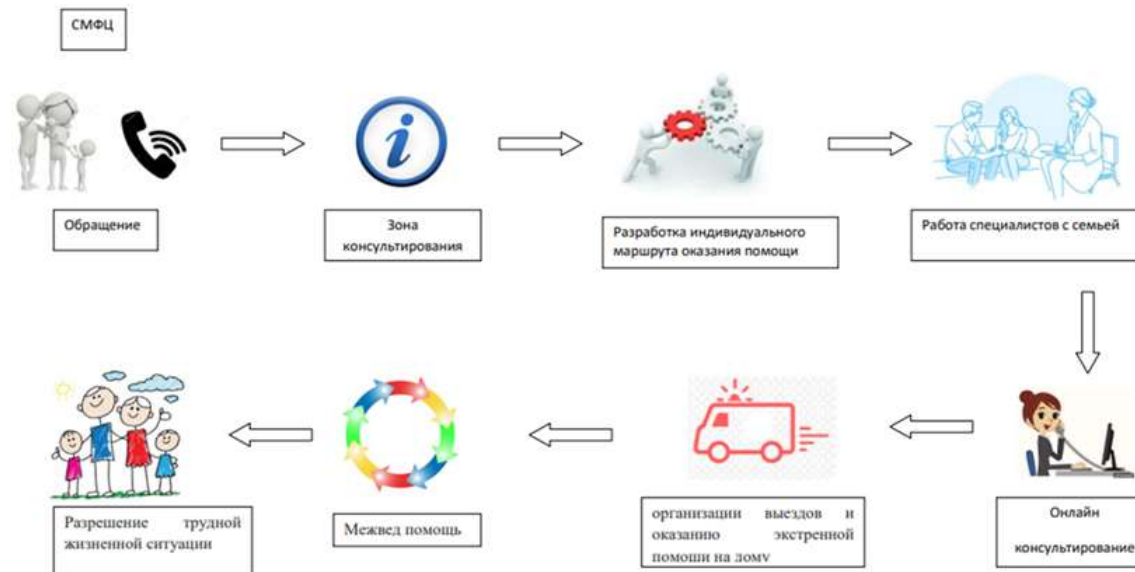 СМФЦ
Обращение
Зона
консультирования
Разработка индивидуального
маршрута оказания помощи
Работа специалистов с семьей
Онлайн
консультирование
организации выездов и
оказанию экстренной
помощи на дому
Межвед помощь
Разрешение трудной
жизненной ситуации